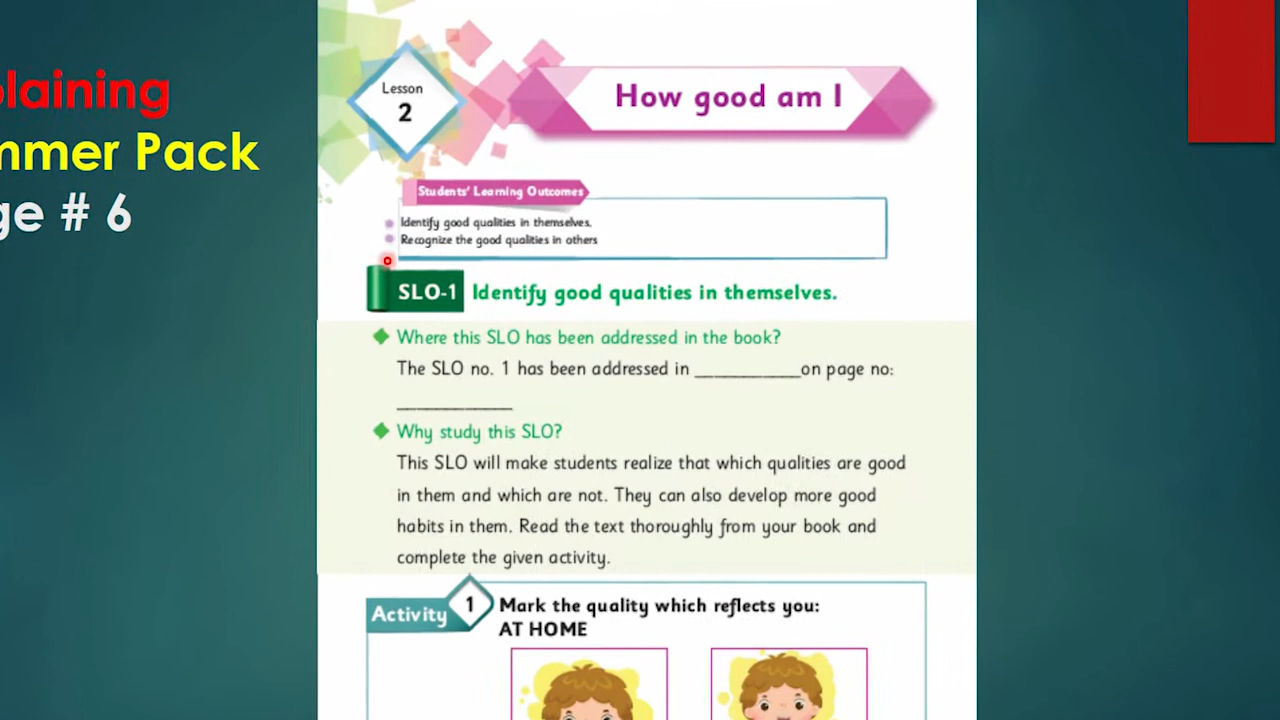 plaining
mmer Pack
ge # 6
Lesson
2
How good am I
Students' Learning Outcomes
Identify good qualities in themselves.
Recognize the good qualities in others
SLO-1 Identify good qualities in themselves.
Where this SLO has been addressed in the book?
The SLO no. 1 has been addressed in ____________on page no:
_____________
Why study this SLO?
This SLO will make students realize that which qualities are good
in them and which are not. They can also develop more good
habits in them. Read the text thoroughly from your book and
complete the given activity.
Activity 1 Mark the quality which reflects you:
AT HOME